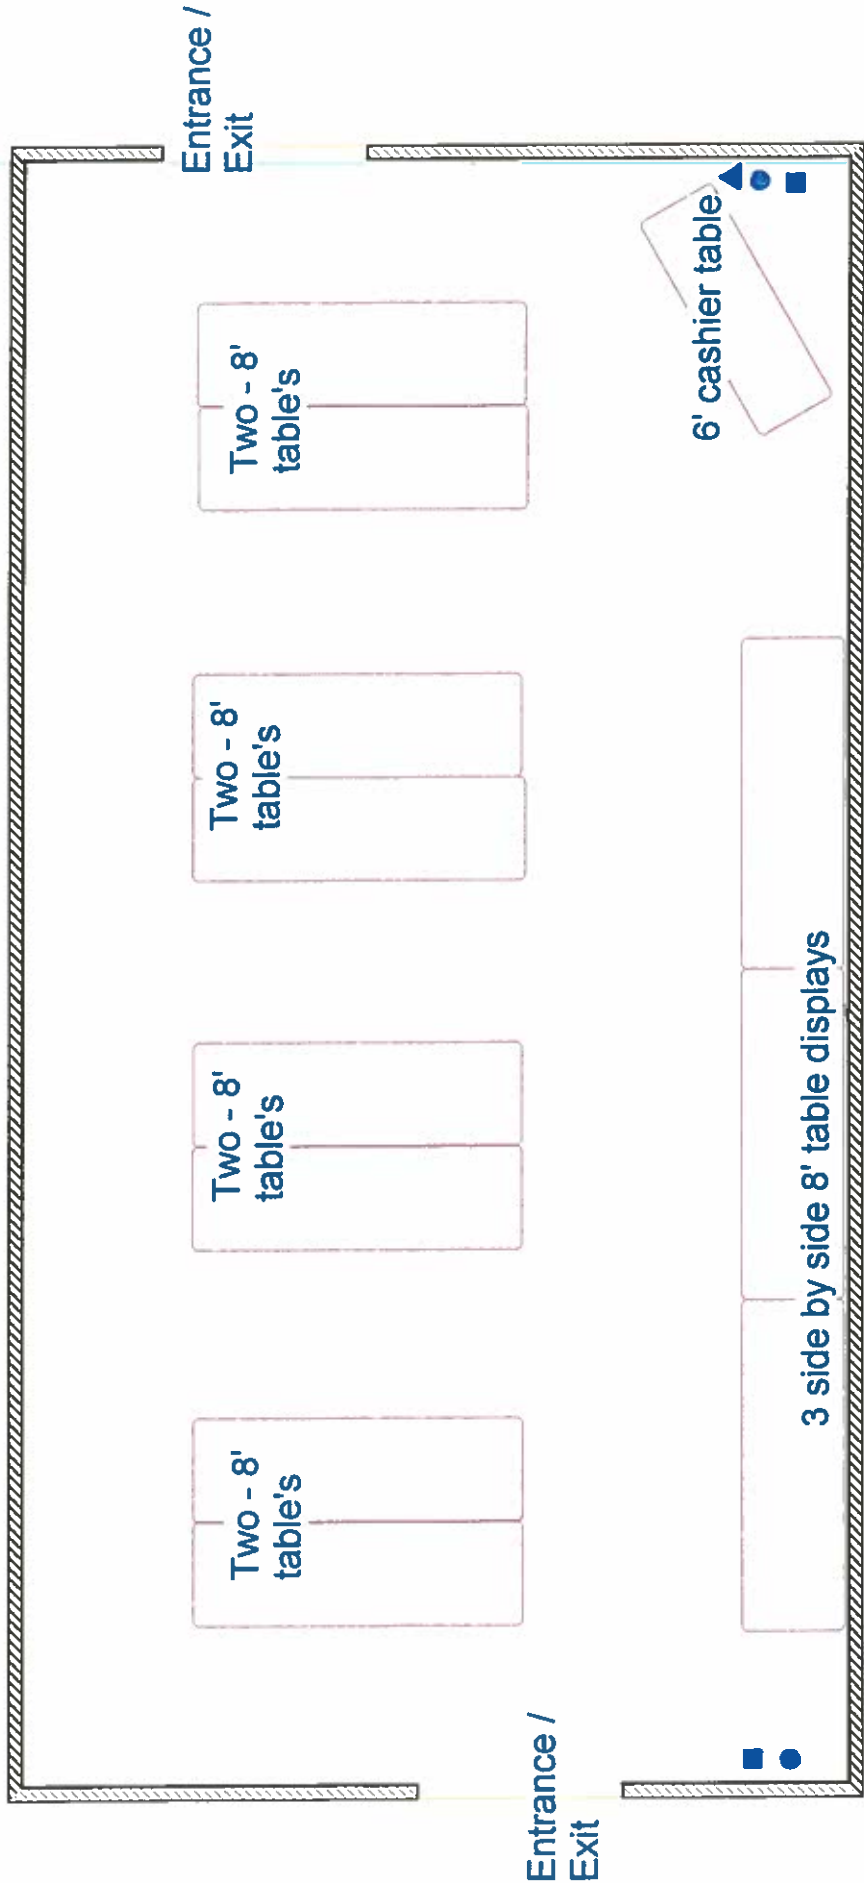 Entrance /
Exit
Two - 8'
table's
Two - 8'
table's
Two - 8'
table's
Two - 8'
table's
Entrance /
Exit
3 side by side 8' table displays
6' cashier table